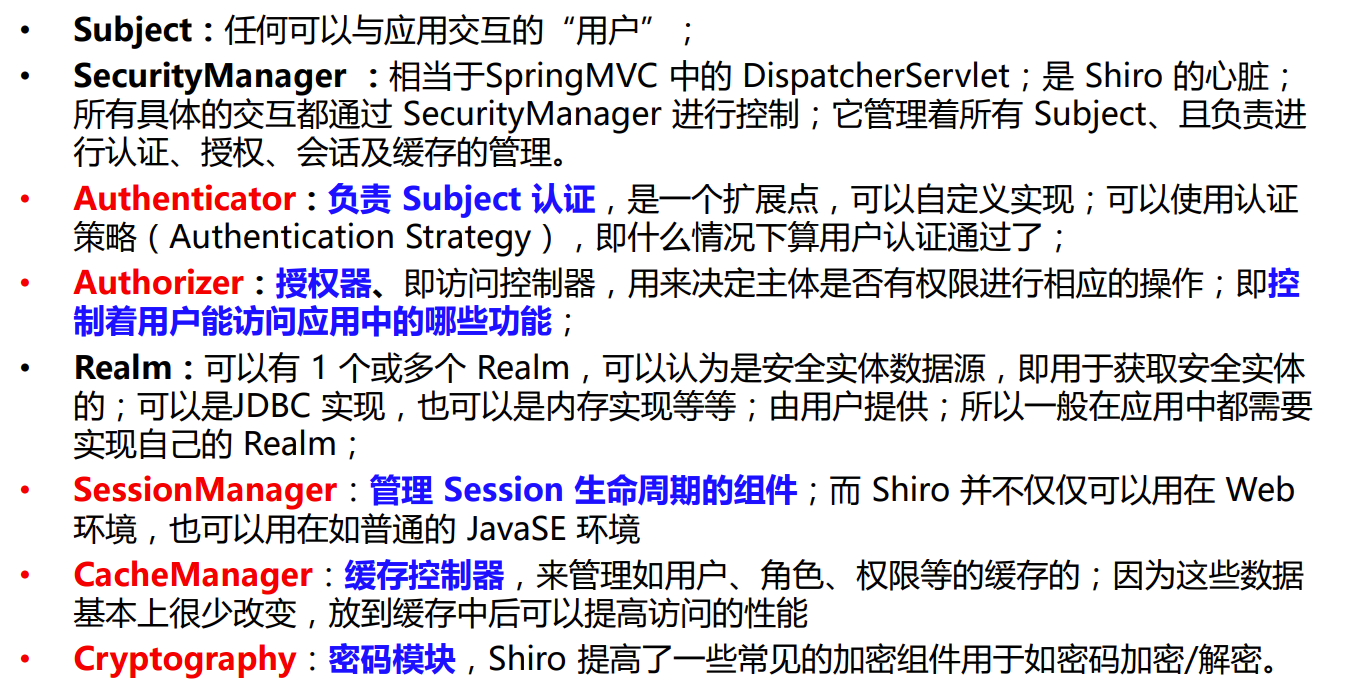 • Subject：任何可以与应用交互的“用户”；
• SecurityManager ：相当于SpringMVC 中的 DispatcherServlet；是 Shiro 的心脏；
所有具体的交互都通过 SecurityManager 进行控制；它管理着所有 Subject、且负责进
行认证、授权、会话及缓存的管理。
• Authenticator：负责 Subject 认证，是一个扩展点，可以自定义实现；可以使用认证
策略（Authentication Strategy），即什么情况下算用户认证通过了；
• Authorizer：授权器、即访问控制器，用来决定主体是否有权限进行相应的操作；即控
制着用户能访问应用中的哪些功能；
• Realm：可以有 1 个或多个 Realm，可以认为是安全实体数据源，即用于获取安全实体
的；可以是JDBC 实现，也可以是内存实现等等；由用户提供；所以一般在应用中都需要
实现自己的 Realm；
• SessionManager：管理 Session 生命周期的组件；而 Shiro 并不仅仅可以用在 Web
环境，也可以用在如普通的 JavaSE 环境
• CacheManager：缓存控制器，来管理如用户、角色、权限等的缓存的；因为这些数据
基本上很少改变，放到缓存中后可以提高访问的性能
• Cryptography：密码模块，Shiro 提高了一些常见的加密组件用于如密码加密/解密。